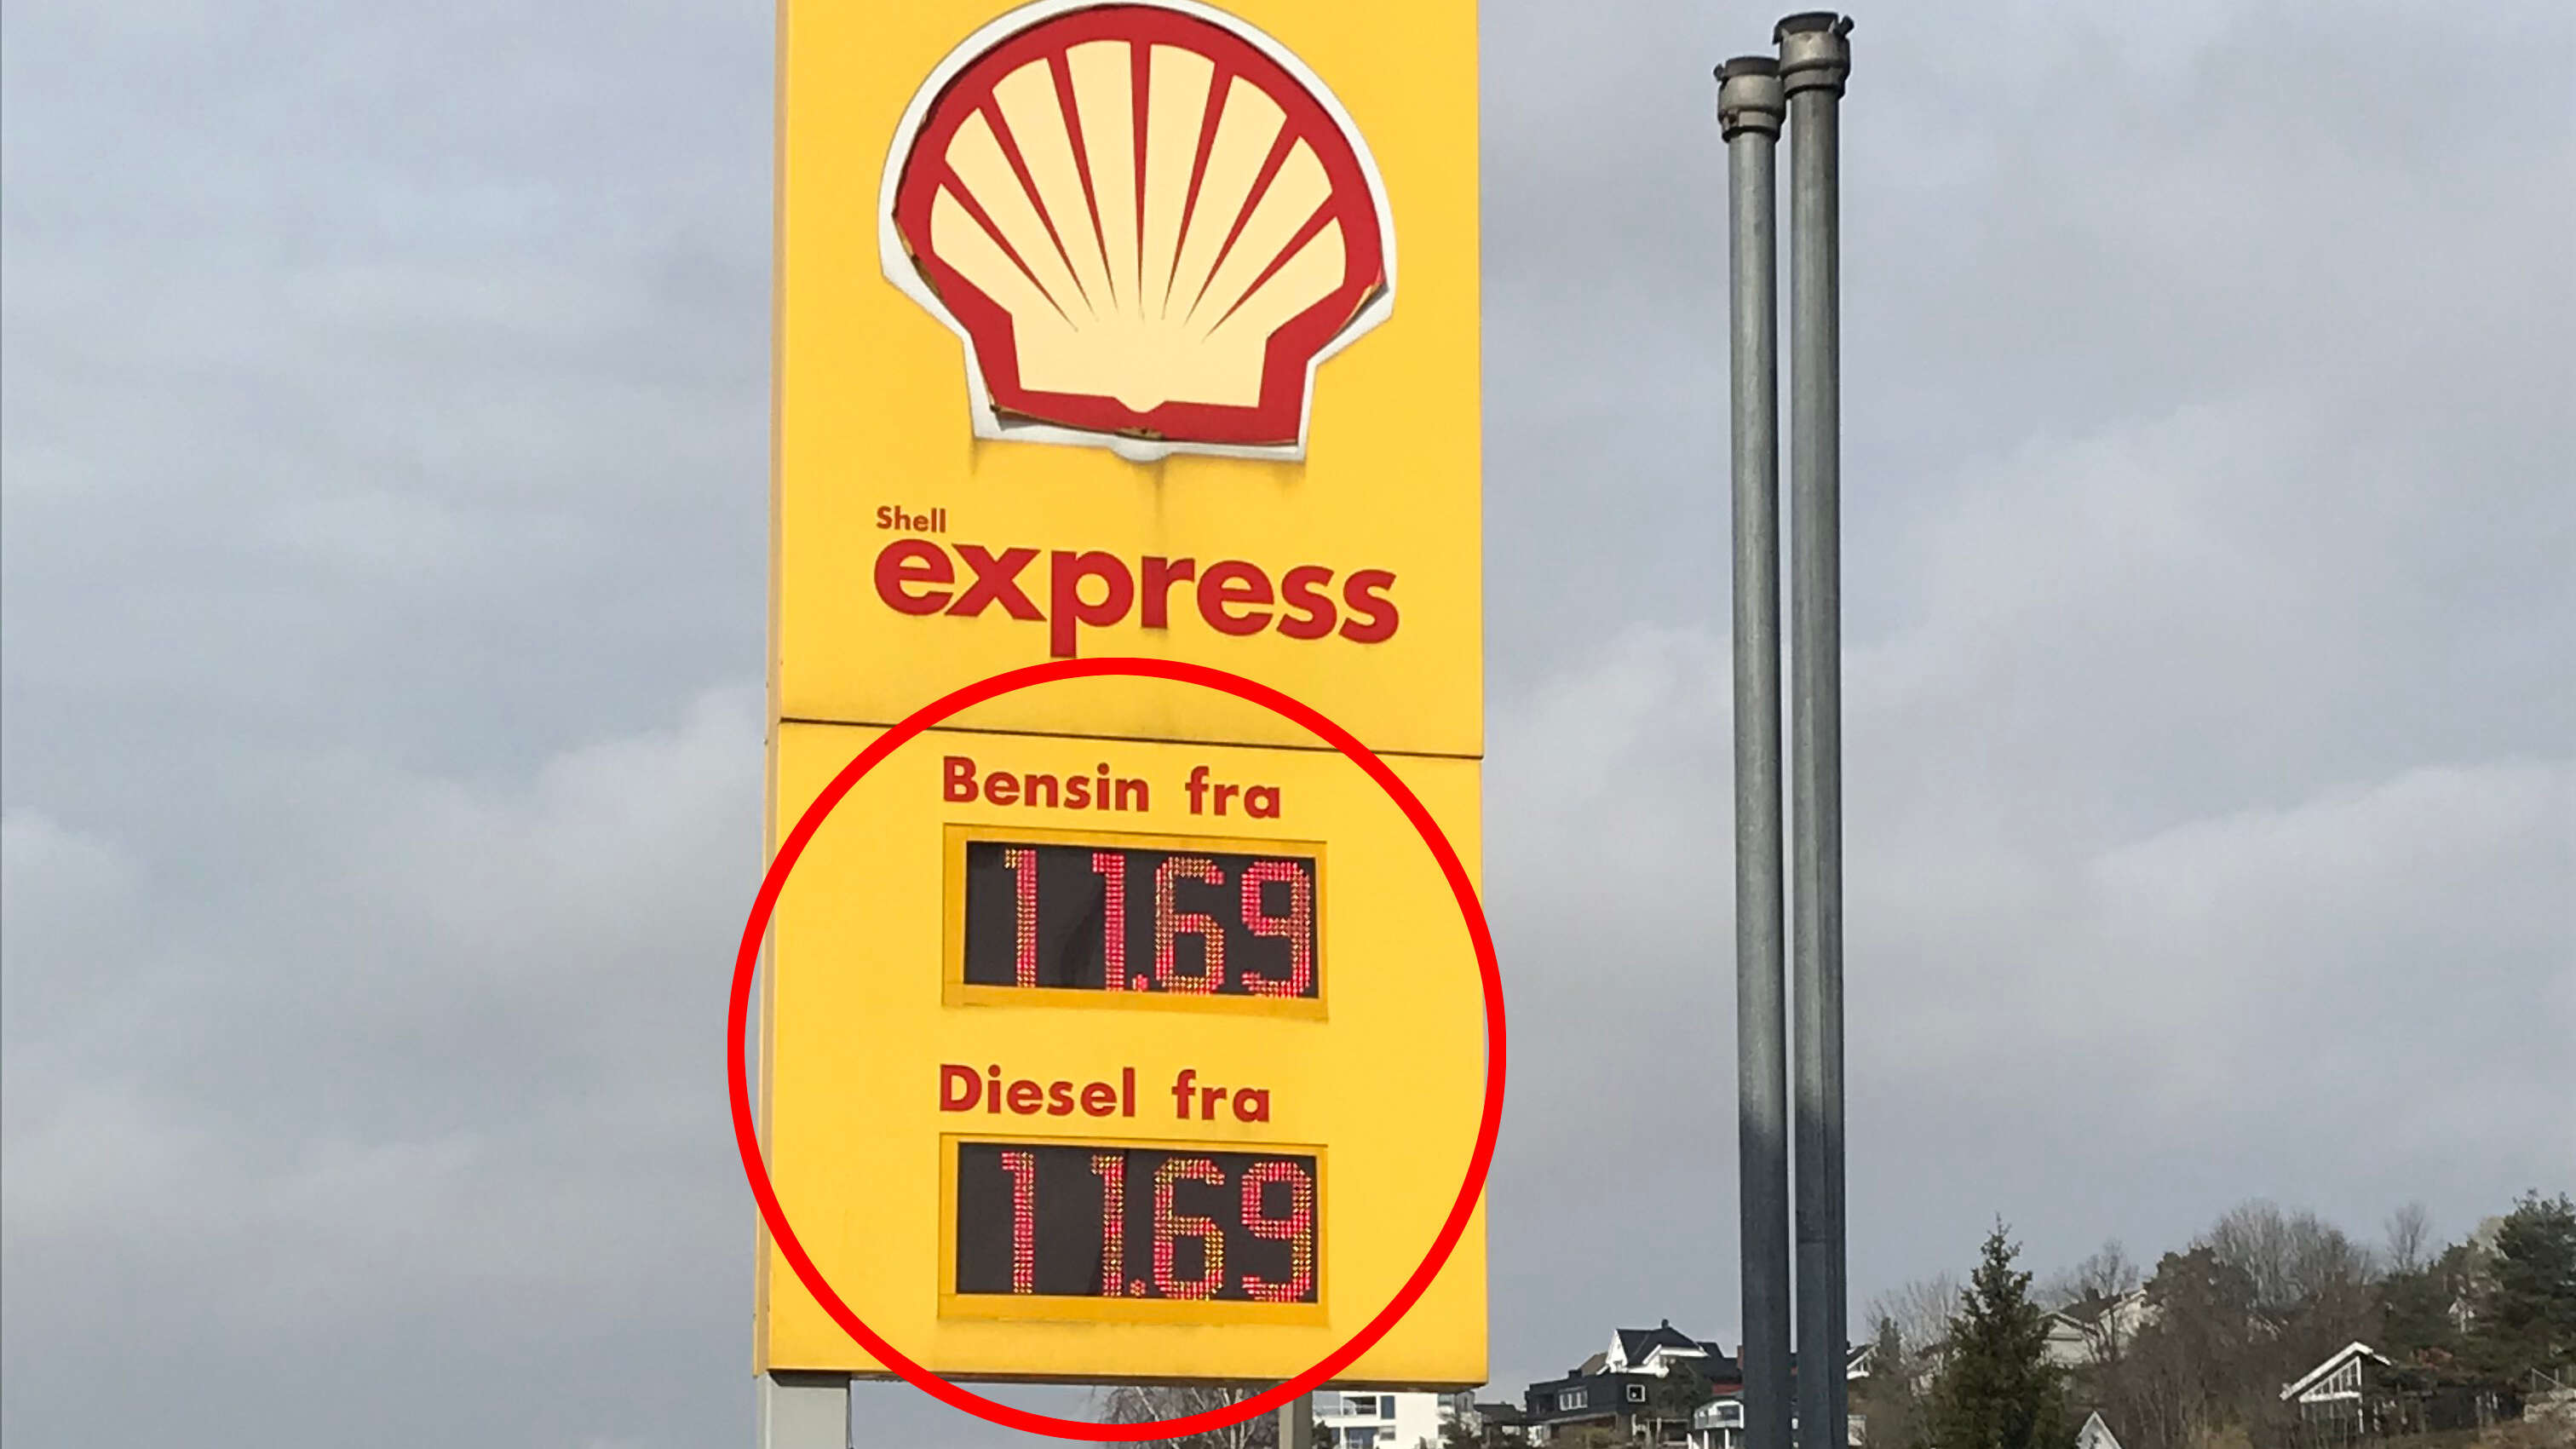 Shell
express
Bensin fra
11.69
Diesel fra
11.69